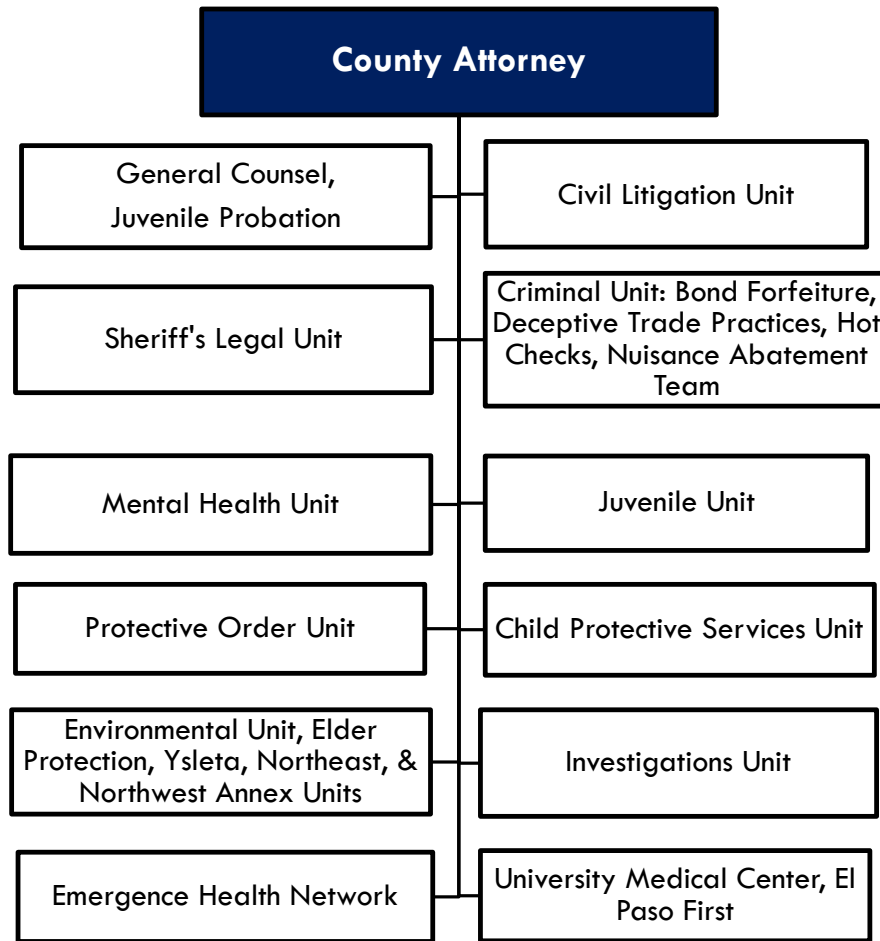 County Attorney
General Counsel,
Juvenile Probation
Civil Litigation Unit
Sheriff's Legal Unit
Criminal Unit: Bond Forfeiture,
Deceptive Trade Practices, Hot
Checks, Nuisance Abatement
Team
Mental Health Unit
Juvenile Unit
Protective Order Unit
Child Protective Services Unit
Environmental Unit, Elder
Protection, Ysleta, Northeast, &
Northwest Annex Units
Investigations Unit
Emergence Health Network
University Medical Center, El
Paso First